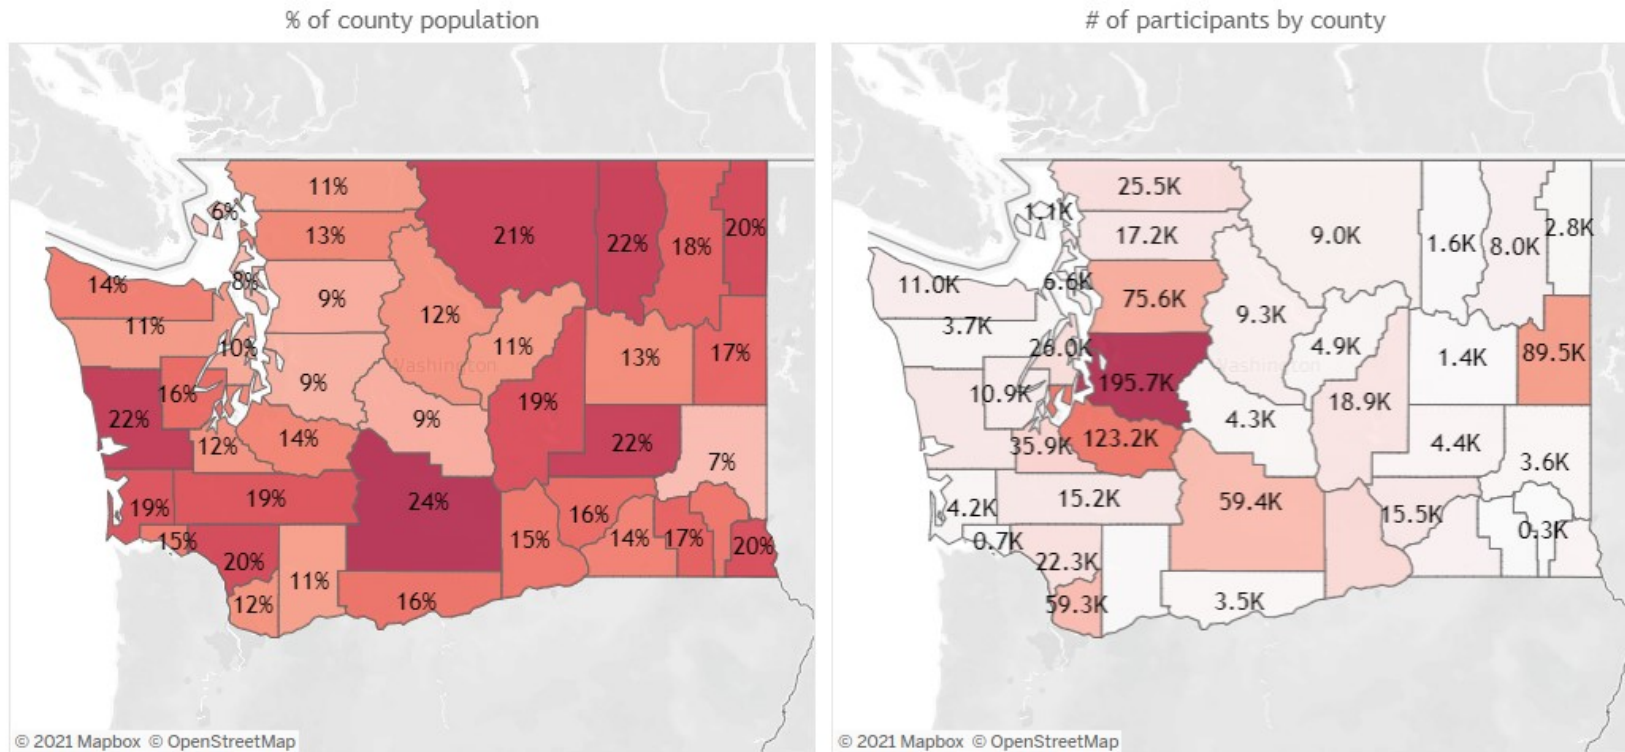 % of county population
11%
6%
13%
21%
22%
18%
20%
14%
8%
9%
12%
11%
11%
10%
13%
17%
Washington
9%
16%
22%
9%
19%
12%
14%
22%
7%
19%
19%
24%
16%
15%
20%
15%
14%
17%
20%
11%
12%
16%
© 2021 Mapbox © OpenStreetMap
# of participants by county
25.5K
1.1K
17.2K
9.0K
1.6K
8.0K
2.8K
11.0K
6.6K
75.6K
9.3K
3.7K
26.0K
4.9K
1.4K
89.5K
Washington
195.7K
10.9K
18.9K
4.3K
35.9K
123.2K
4.4K
3.6K
4.2K
15.2K
59.4K
15.5K
0.3K
0.7K
22.3K
59.3K
3.5K
© 2021 Mapbox © OpenStreetMap